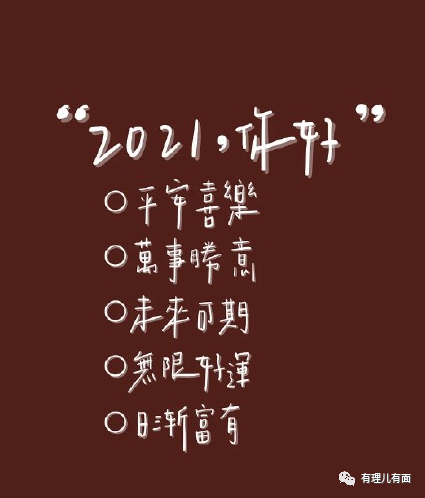 “2021,你好”
○平安喜樂
○萬事勝意
○未來可期
○無限好運
○日渐富有
有理儿有面